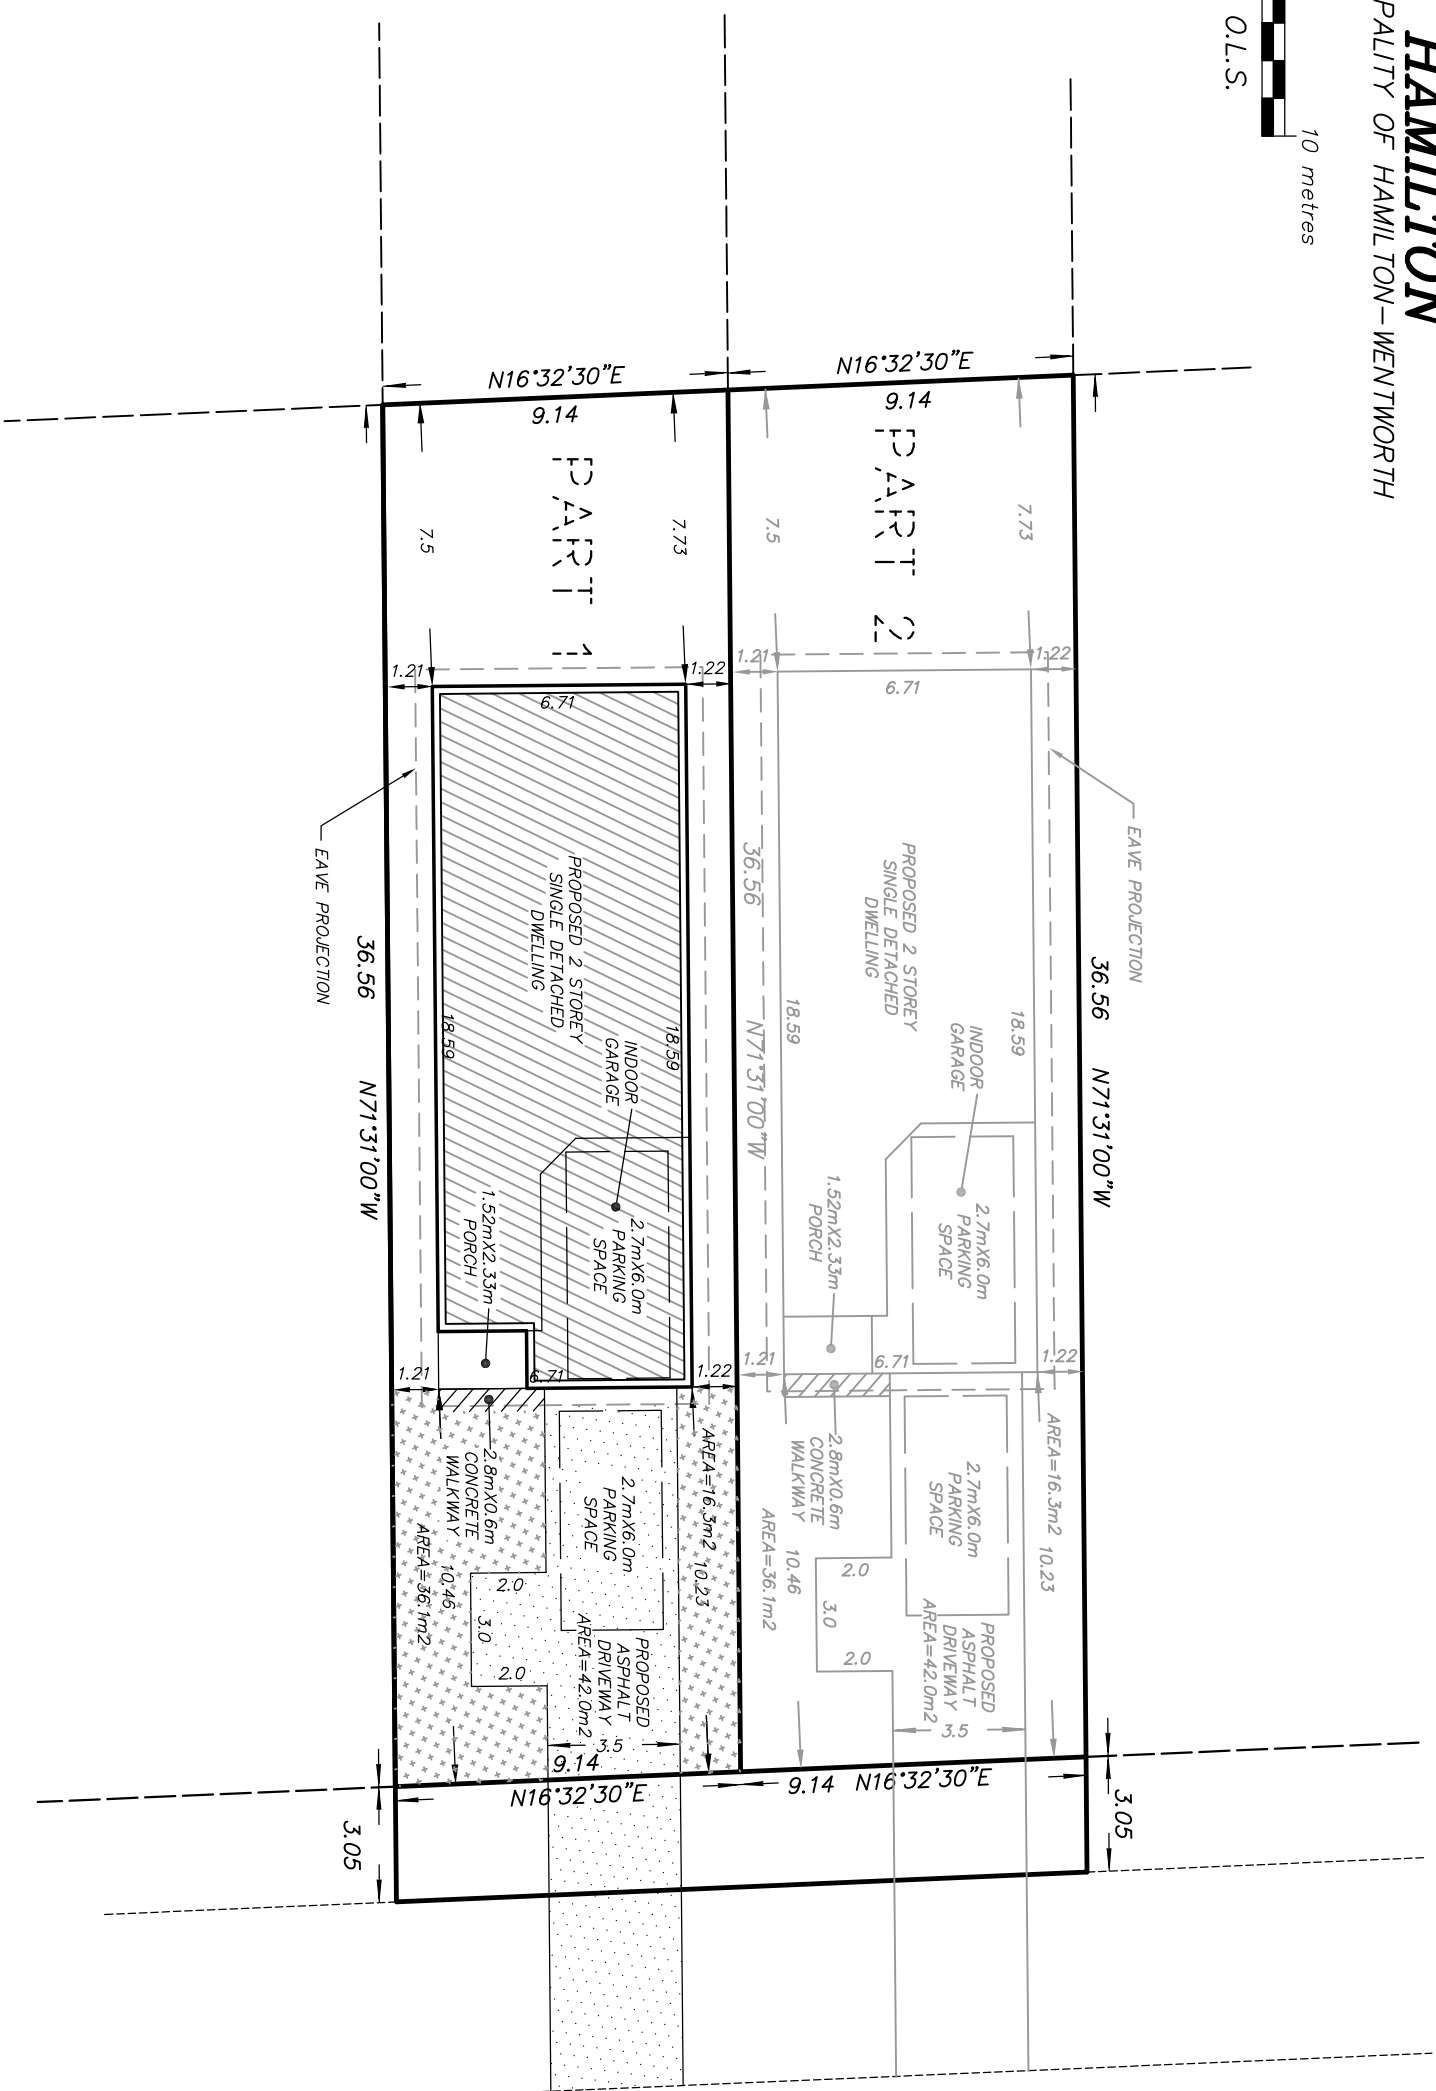 HAMILTON
PALITY OF HAMILTON-WENTWORTH
10 metres
O.L.S.
N16°32'30"E
9.14
N16°32'30"E
9.14
PART 2
7.73
7.5
1.22
1.21
6.71
EAVE PROJECTION
36.56 N71°31'00"W
PROPOSED 2 STOREY
SINGLE DETACHED
DWELLING
18.59
18.59
INDOOR
GARAGE
2.7mX6.0m
PARKING
SPACE
1.52mX2.33m
PORCH
36.56 N71°31'00"W
1.22
1.21
6.71
2.8mX0.6m
CONCRETE
WALKWAY
AREA=16.3m2 10.23
2.7mX6.0m
PARKING
SPACE
10.46
AREA=36.1m2
2.0
3.0
2.0
PROPOSED
ASPHALT
DRIVEWAY
AREA=42.0m2
3.5
9.14 N16°32'30"E
3.05
PART 1
7.73
7.5
1.22
1.21
6.71
EAVE PROJECTION
36.56 N71°31'00"W
PROPOSED 2 STOREY
SINGLE DETACHED
DWELLING
18.59
18.59
INDOOR
GARAGE
2.7mX6.0m
PARKING
SPACE
1.52mX2.33m
PORCH
1.22
1.21
6.71
2.8mX0.6m
CONCRETE
WALKWAY
AREA=16.3m2 10.23
2.7mX6.0m
PARKING
SPACE
10.46
AREA=36.1m2
2.0
3.0
2.0
PROPOSED
ASPHALT
DRIVEWAY
AREA=42.0m2
3.5
9.14
N16°32'30"E
3.05